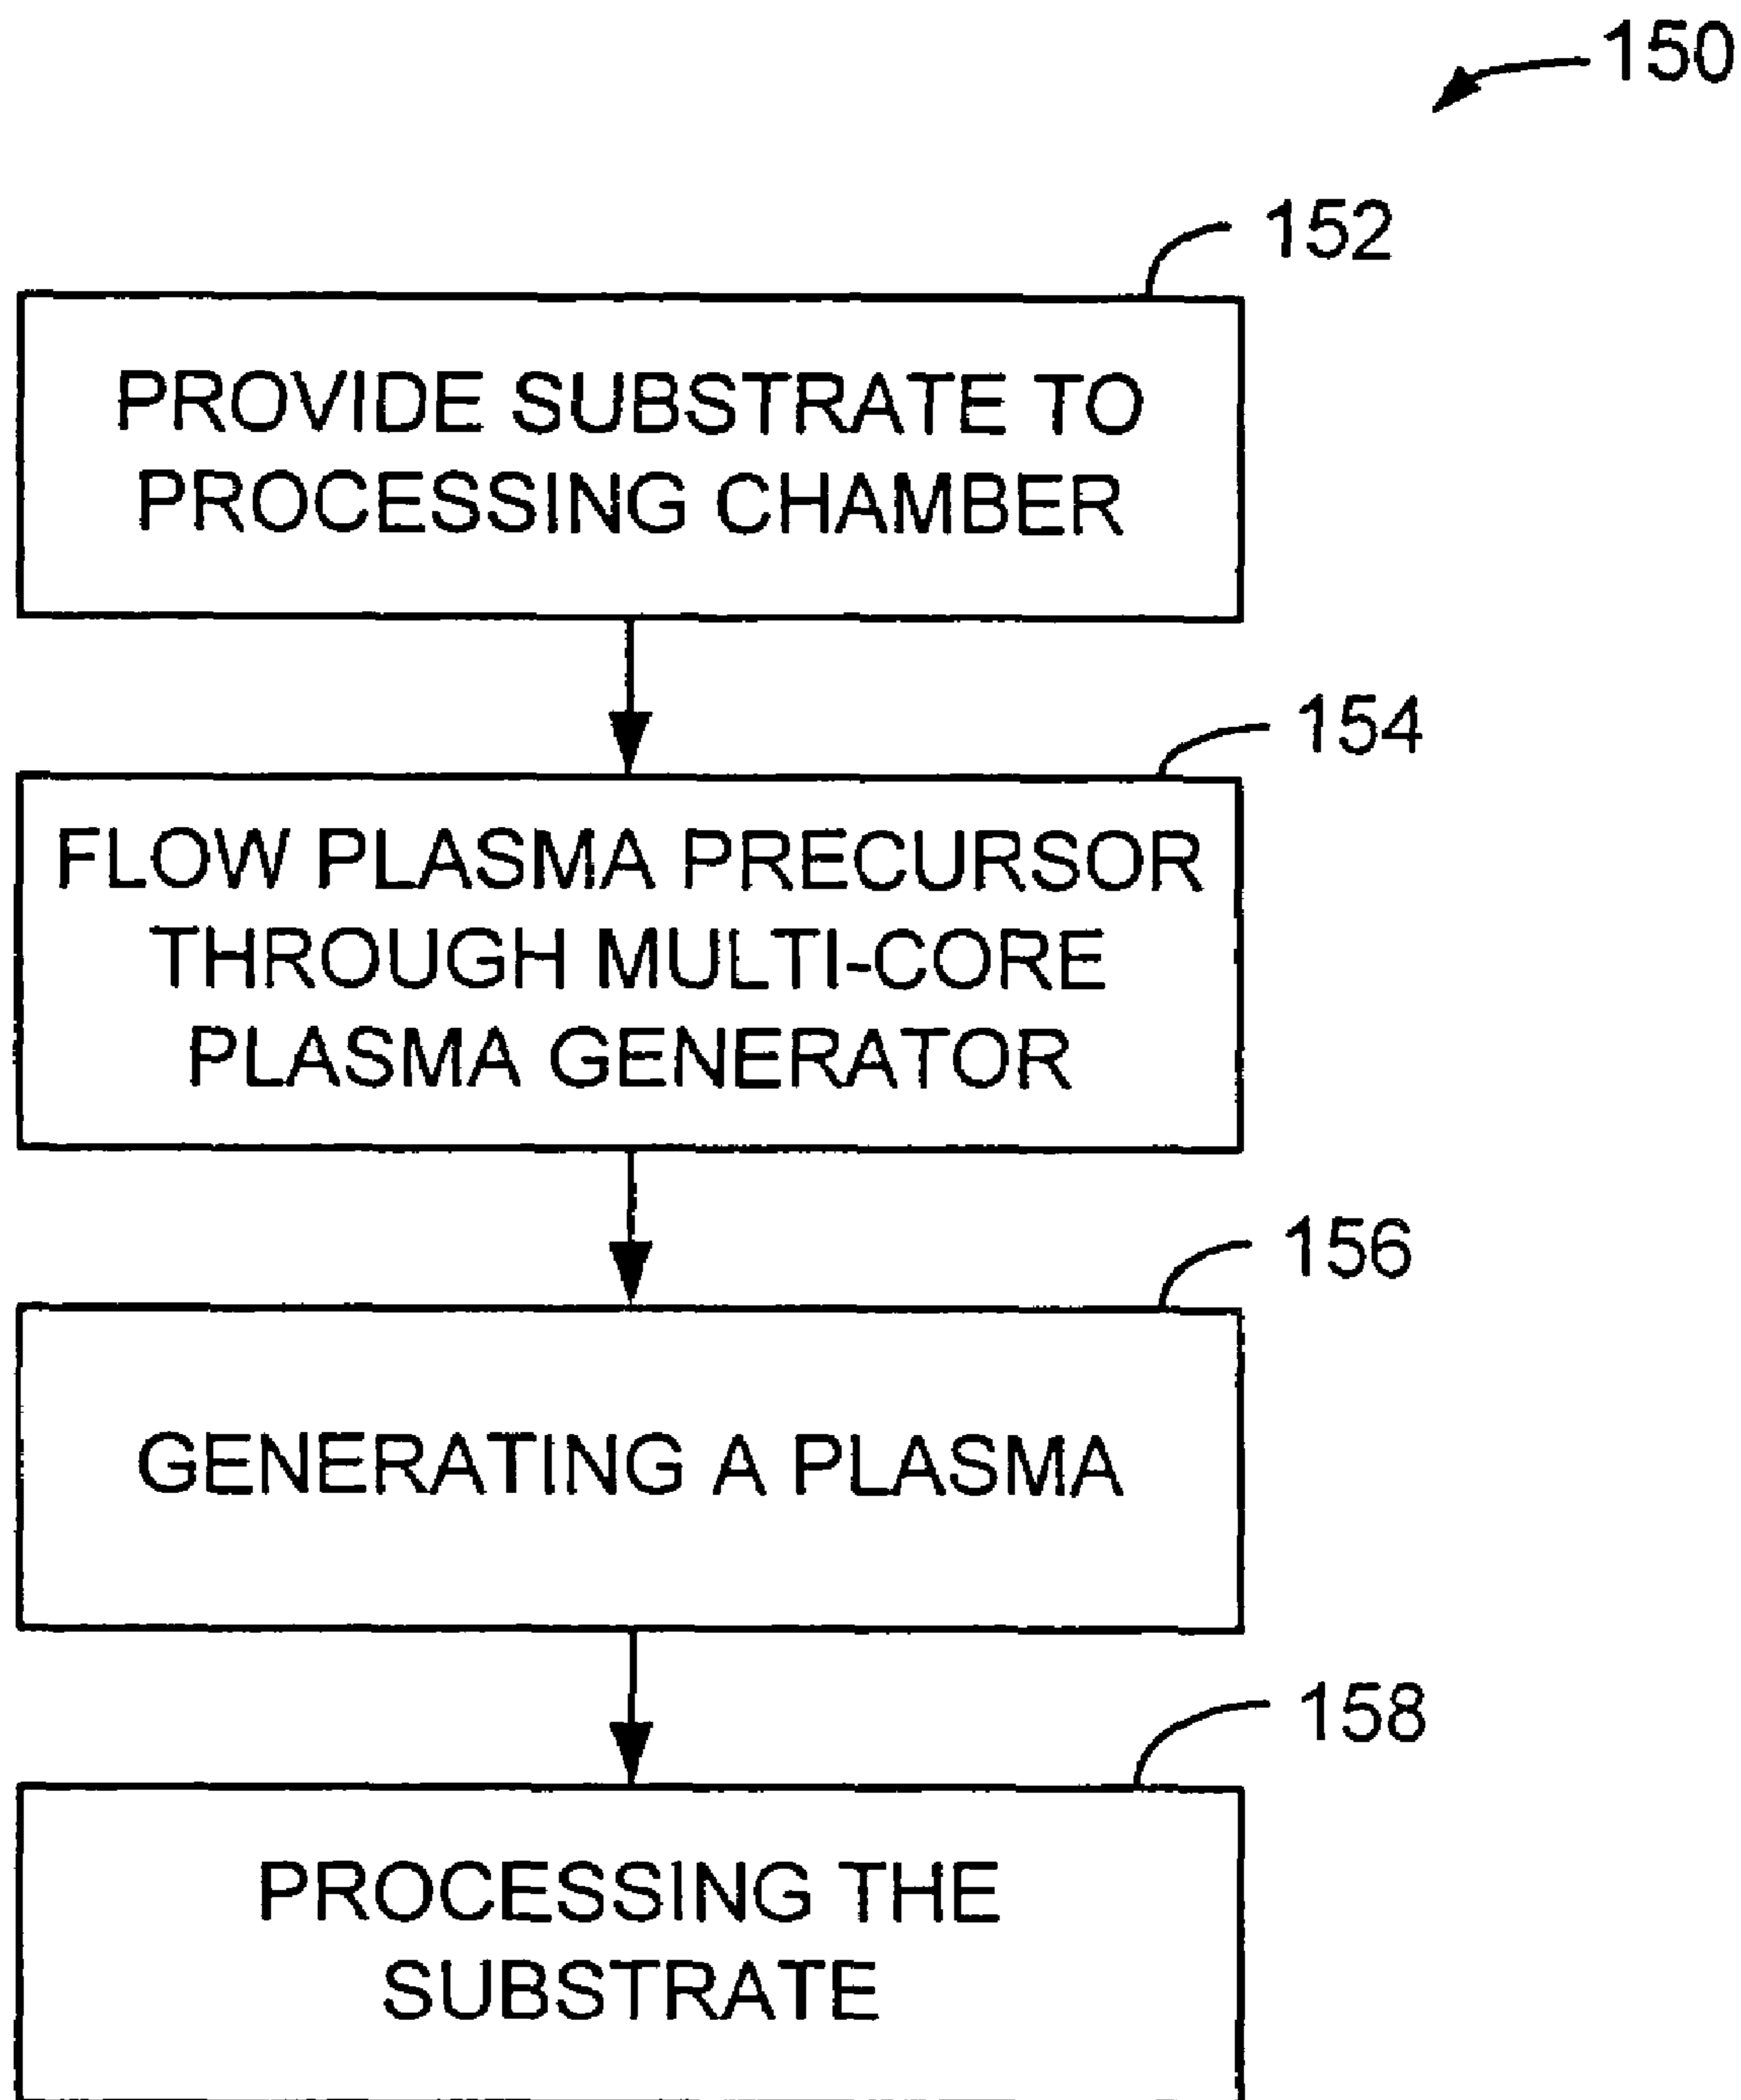 150
152
PROVIDE SUBSTRATE TO
PROCESSING CHAMBER
154
FLOW PLASMA PRECURSOR
THROUGH MULTI-CORE
PLASMA GENERATOR
156
GENERATING A PLASMA
158
PROCESSING THE
SUBSTRATE